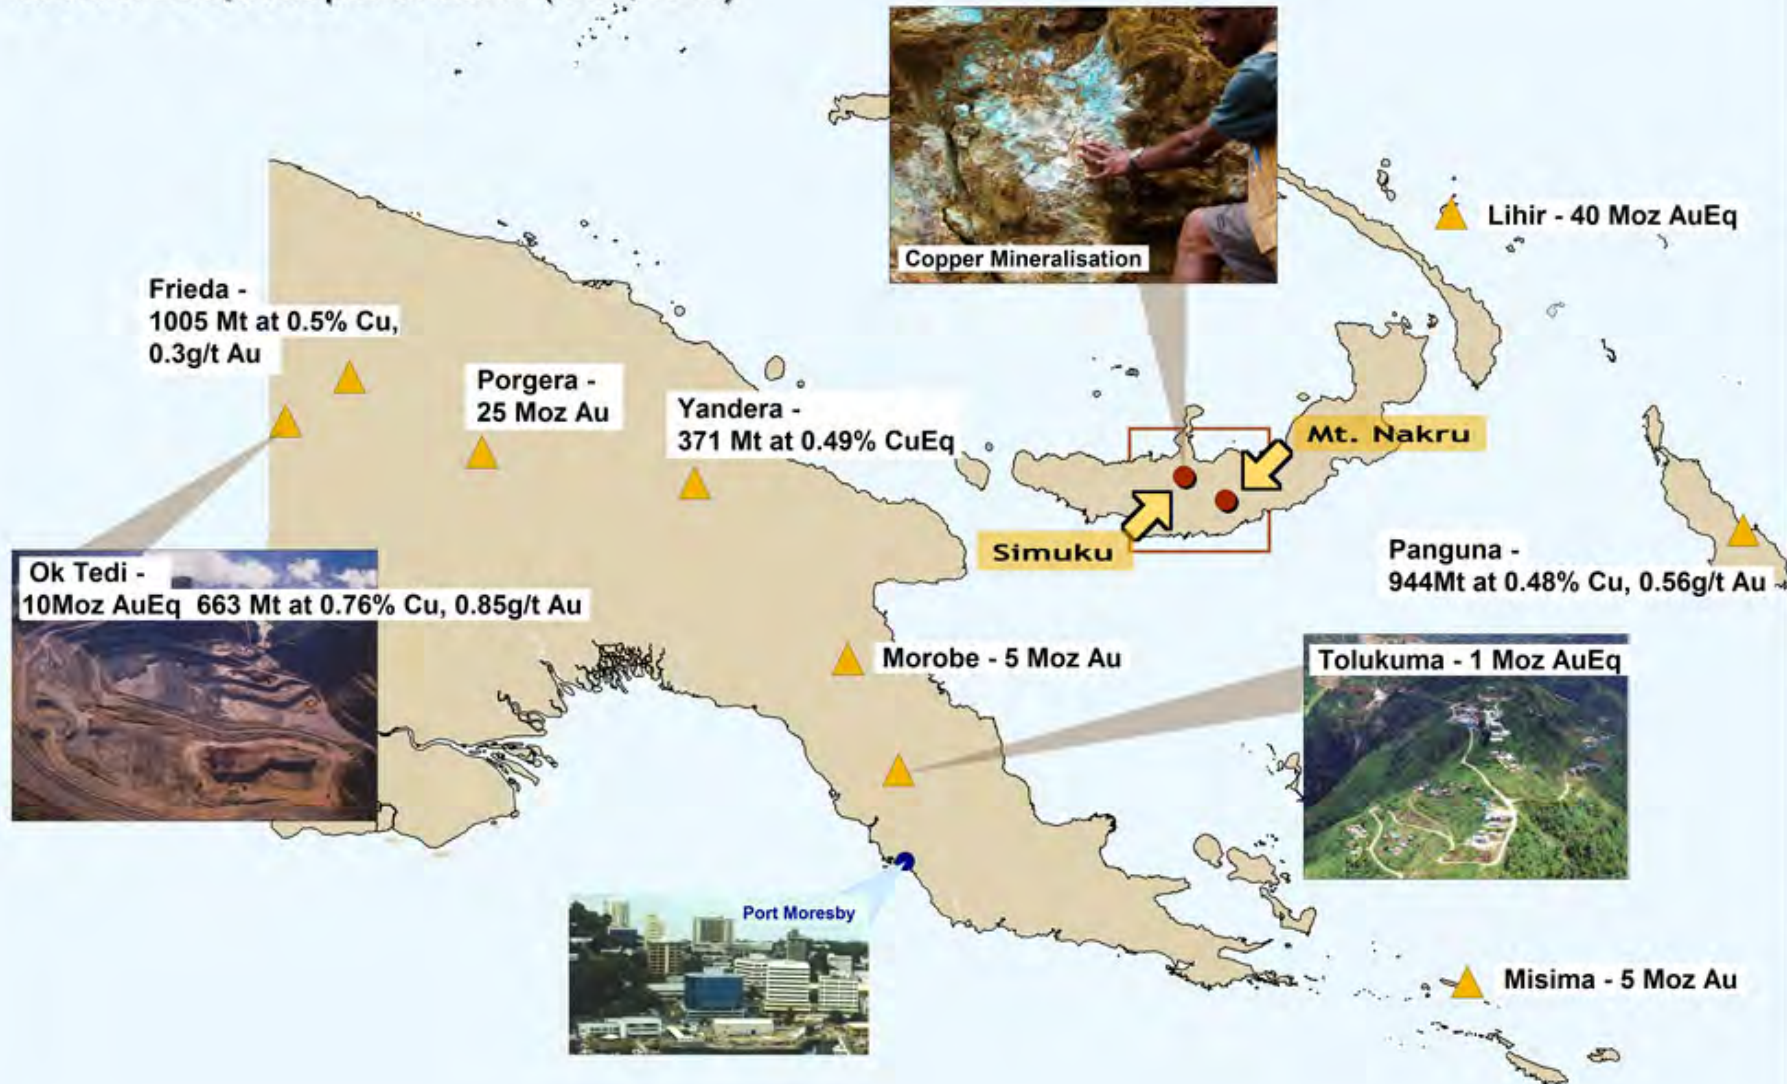 Copper Mineralisation
Lihir - 40 Moz AuEq
Frieda -
1005 Mt at 0.5% Cu,
0.3g/t Au
Porgera -
25 Moz Au
Yandera -
371 Mt at 0.49% CuEq
Mt. Nakru
Simuku
Panguna -
944Mt at 0.48% Cu, 0.56g/t Au
Ok Tedi -
10Moz AuEq 663 Mt at 0.76% Cu, 0.85g/t Au
Morobe - 5 Moz Au
Tolukuma - 1 Moz AuEq
Port Moresby
Misima - 5 Moz Au